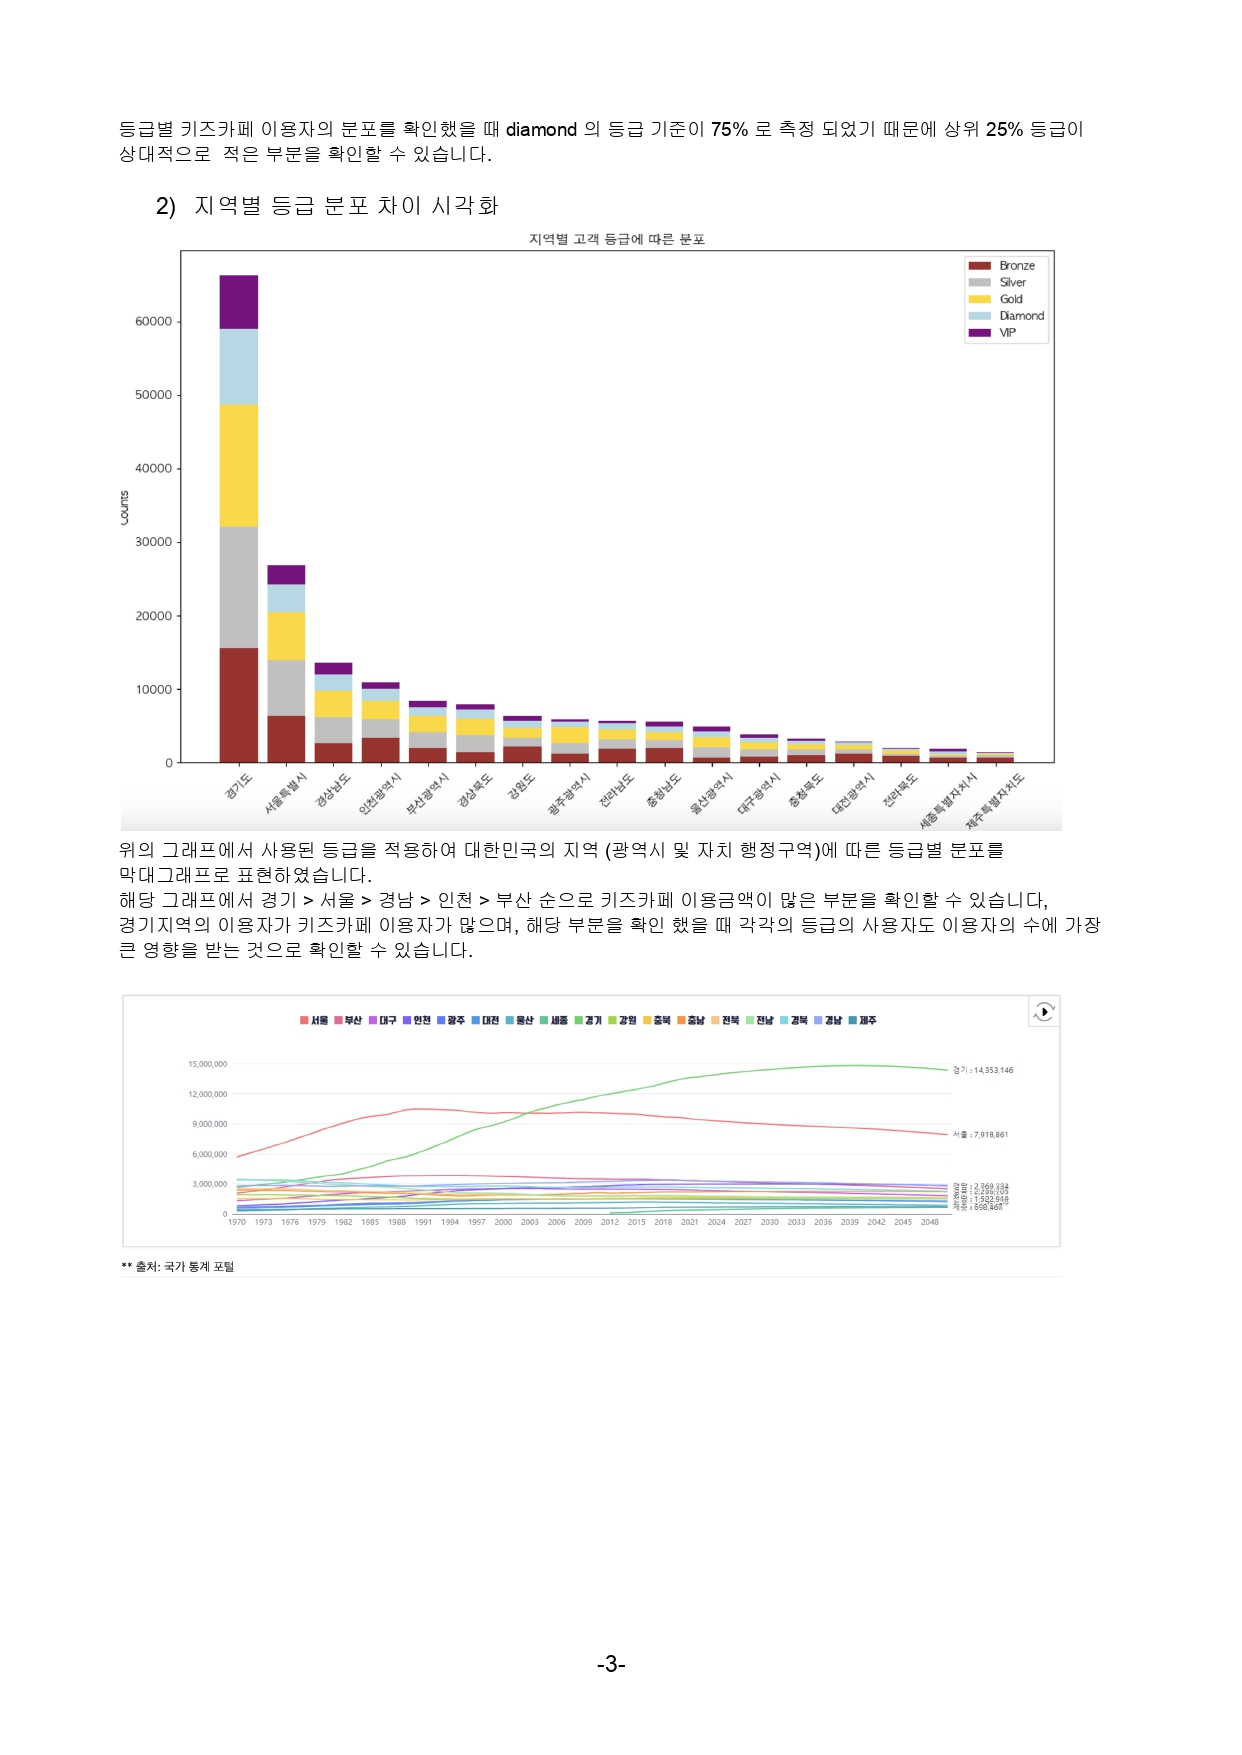 등급별 키즈카페 이용자의 분포를 확인했을 때 diamond 의 등급 기준이 75% 로 측정 되었기 때문에 상위 25% 등급이
상대적으로 적은 부분을 확인할 수 있습니다.
2) 지역별 등급 분포 차이 시각화
지역별 고객 등급에 따른 분포
Bronze
Silver
Gold
Diamond
VIP
60000
50000
40000
30000
20000
10000
0
Counts
경기도
서울특별시
경상남도
인천광역시
부산광역시
경상북도
강원도
광주광역시
전라남도
충청남도
울산광역시
대구광역시
충청북도
대전광역시
전라북도
세종특별자치시
제주특별자치도
위의 그래프에서 사용된 등급을 적용하여 대한민국의 지역 (광역시 및 자치 행정구역)에 따른 등급별 분포를
막대그래프로 표현하였습니다.
해당 그래프에서 경기 > 서울 > 경남 > 인천 > 부산 순으로 키즈카페 이용금액이 많은 부분을 확인할 수 있습니다,
경기지역의 이용자가 키즈카페 이용자가 많으며, 해당 부분을 확인 했을 때 각각의 등급의 사용자도 이용자의 수에 가장
큰 영향을 받는 것으로 확인할 수 있습니다.
서울 부산 대구 인천 광주 대전 울산 세종 경기 강원 충북 충남 전북 전남 경북 경남 제주
15,000,000
12,000,000
9,000,000
6,000,000
3,000,000
0
경기 : 14,353,146
서울 : 7,918,861
1970 1973 1976 1979 1982 1985 1988 1991 1994 1997 2000 2003 2006 2009 2012 2015 2018 2021 2024 2027 2030 2033 2036 2039 2042 2045 2048
** 출처: 국가 통계 포털
-3-